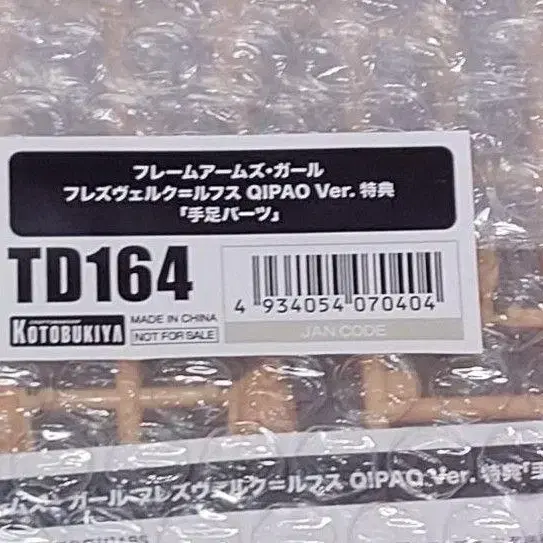 フレームアームズ・ガール
フレズヴェルク=ルフス QIPAO Ver. 特典
「手足パーツ」
TD164
4 934054 070404
JAN CODE
KOTOBUKIYA
MADE IN CHINA
NOT FOR SALE
ムズ・ガール フレズヴェルク=ルフス QIPAO Ver. 特典「手